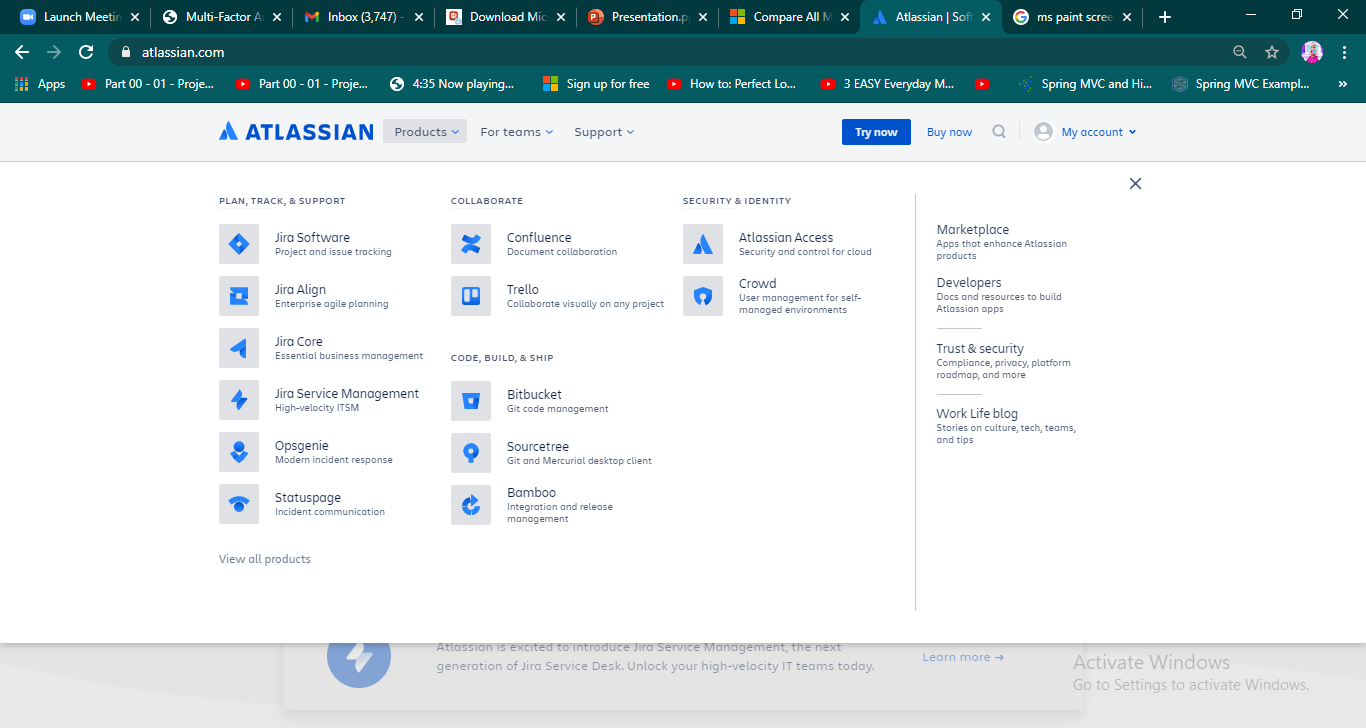 Launch Meetin
Multi-Factor A
Inbox (3,747) -
Download Mic
Presentation.p
Compare All M
Atlassian | Soft
ms paint scree
atlassian.com
Apps
Part 00 - 01 - Proje...
Part 00 - 01 - Proje...
4:35 Now playing...
Sign up for free
How to: Perfect Lo...
3 EASY Everyday M...
Spring MVC and Hi...
Spring MVC Exampl...
»
ATLASSIAN
Products
For teams
Support
Try now
Buy now
My account
PLAN, TRACK, & SUPPORT
Jira Software
Project and issue tracking
Jira Align
Enterprise agile planning
Jira Core
Essential business management
Jira Service Management
High-velocity ITSM
Opsgenie
Modern incident response
Statuspage
Incident communication
View all products
COLLABORATE
Confluence
Document collaboration
Trello
Collaborate visually on any project
CODE, BUILD, & SHIP
Bitbucket
Git code management
Sourcetree
Git and Mercurial desktop client
Bamboo
Integration and release
management
SECURITY & IDENTITY
Atlassian Access
Security and control for cloud
Crowd
User management for self-
managed environments
Marketplace
Apps that enhance Atlassian
products
Developers
Docs and resources to build
Atlassian apps
Trust & security
Compliance, privacy, platform
roadmap, and more
Work Life blog
Stories on culture, tech, teams,
and tips
Atlassian is excited to introduce Jira Service Management, the next
generation of Jira Service Desk. Unlock your high-velocity IT teams today.
Learn more →
Activate Windows
Go to Settings to activate Windows.